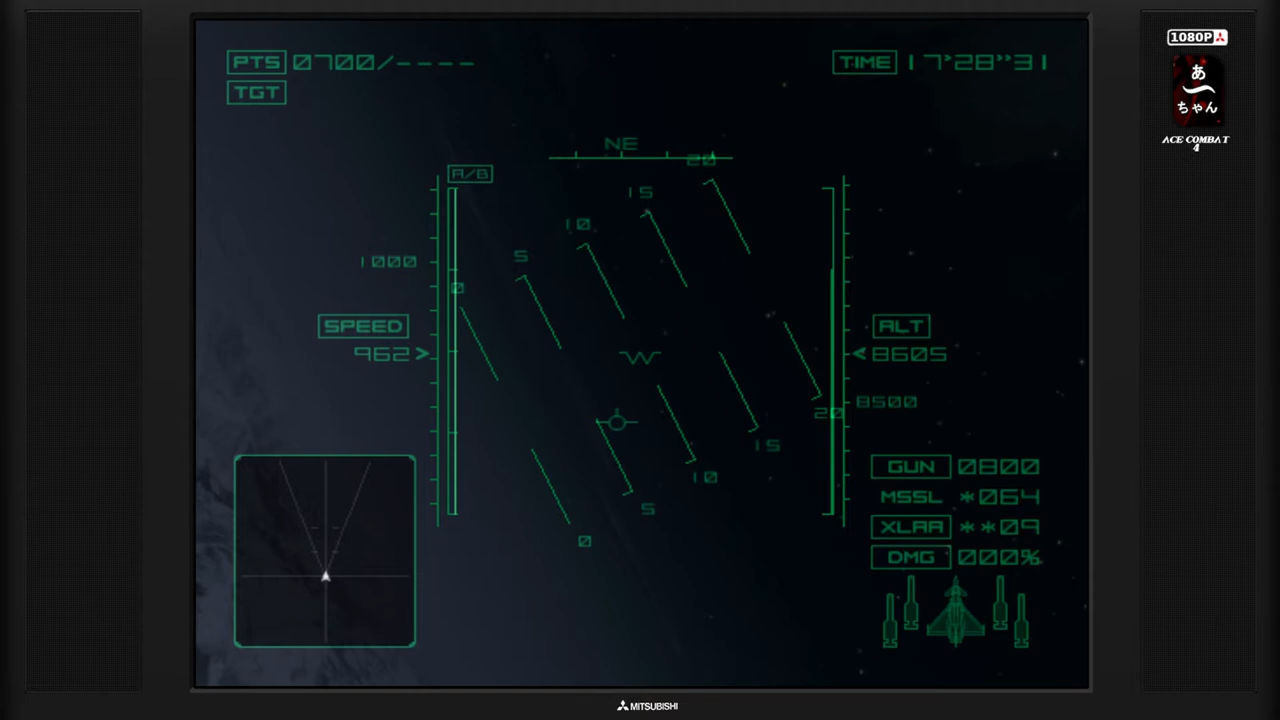 1080P
あ
ー
ちゃん
ACE COMBAT
4
PTS 0700/----
TIME 17'28"31
TGT
NE
A/B
20
15
10
5
0
1000
SPEED
962 >
ALT
< 8605
8500
20
15
10
5
0
GUN 0800
MSSL *064
XLAA **09
DMG 000%
MITSUBISHI